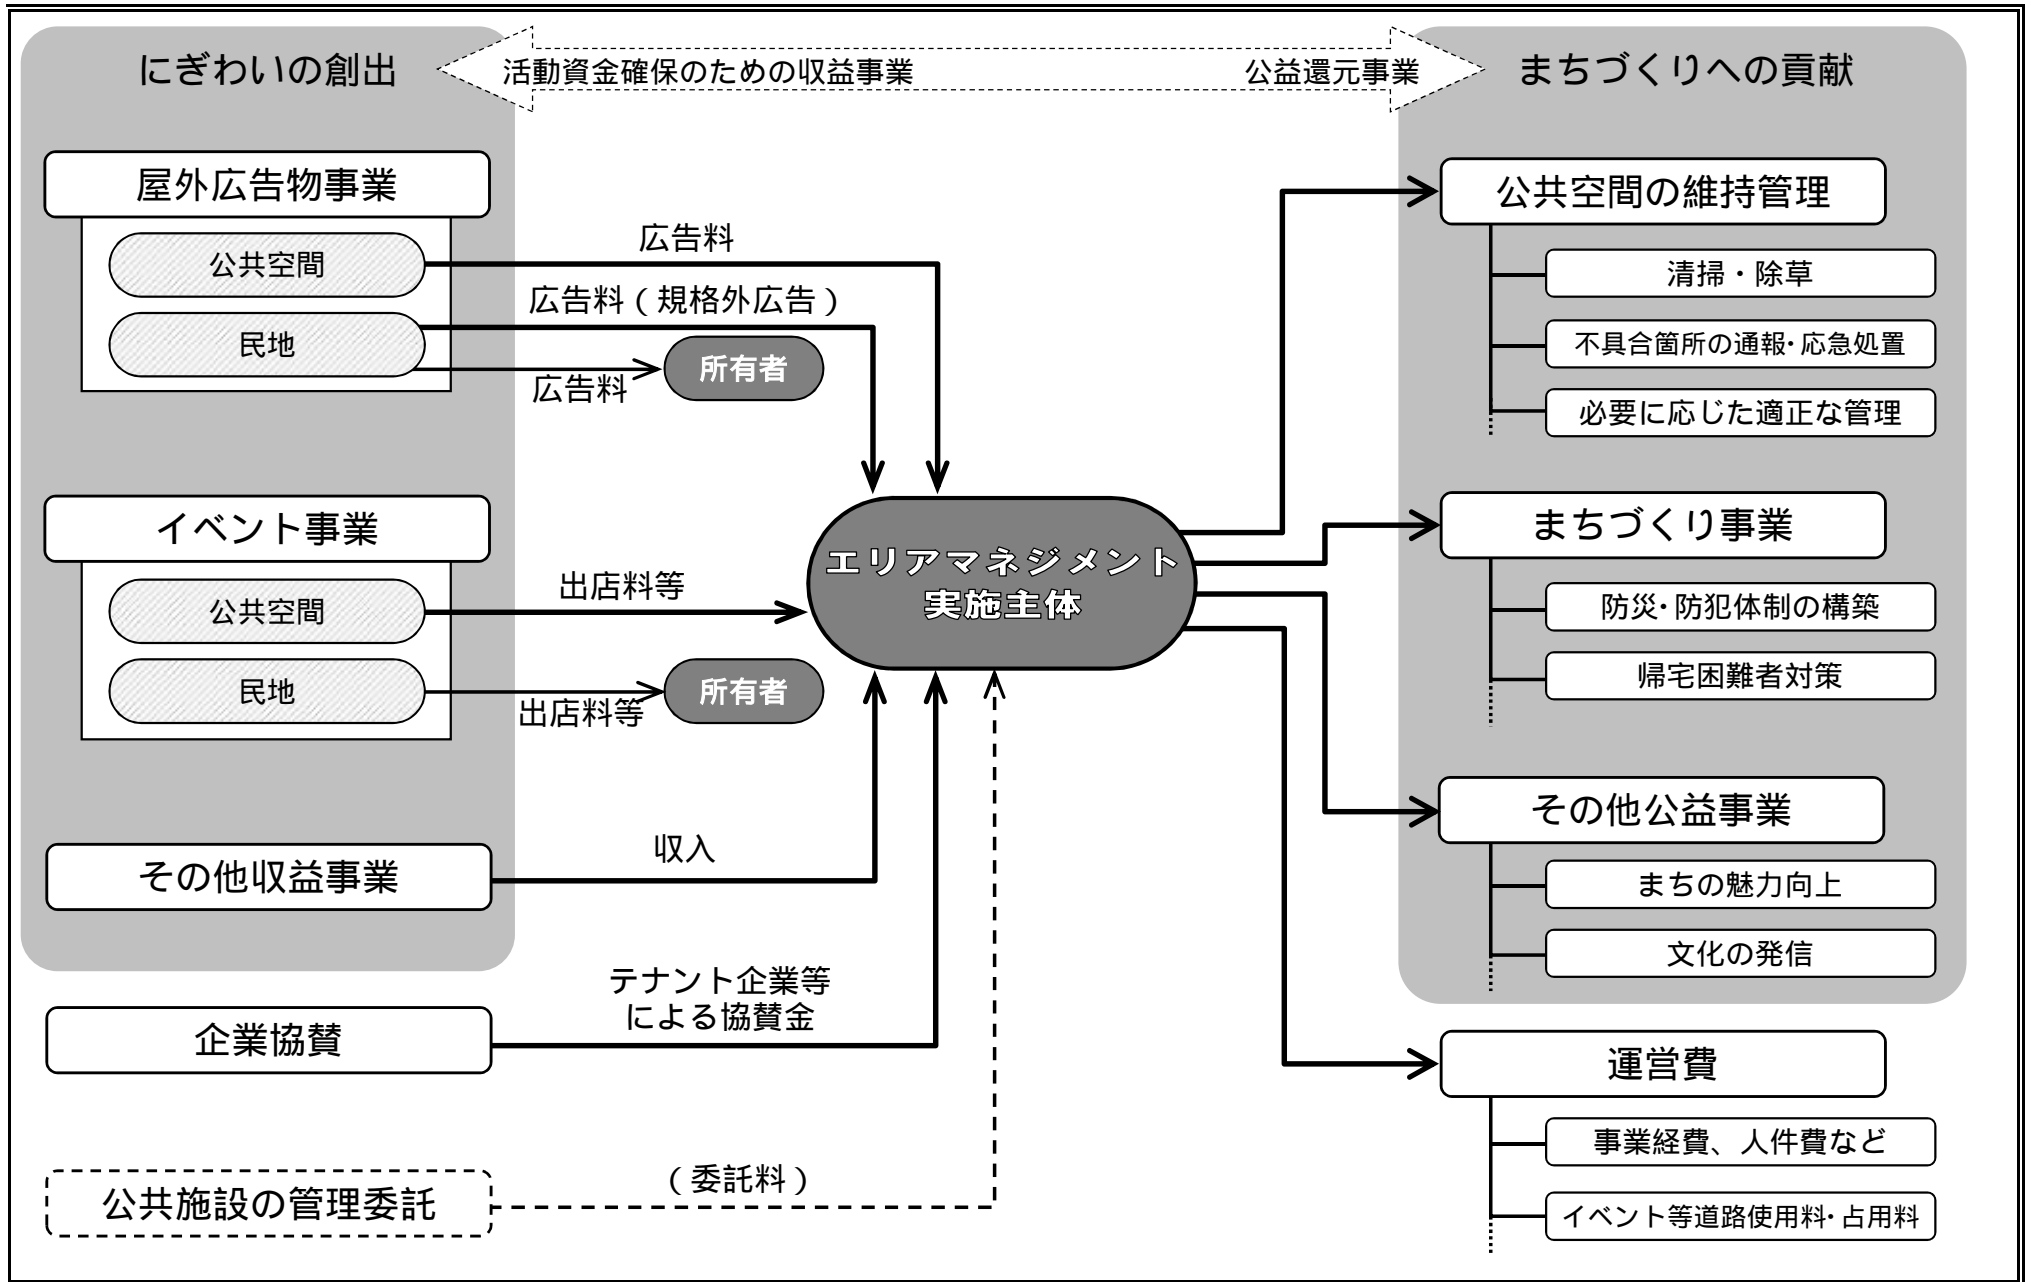 にぎわいの創出
活動資金確保のための収益事業
公益還元事業
まちづくりへの貢献
屋外広告物事業
公共空間
民地
広告料
広告料(規格外広告)
広告料
所有者
イベント事業
公共空間
民地
出店料等
出店料等
所有者
その他収益事業
収入
企業協賛
テナント企業等
による協賛金
公共施設の管理委託
(委託料)
エリアマネジメント
実施主体
公共空間の維持管理
清掃・除草
不具合箇所の通報・応急処置
必要に応じた適正な管理
まちづくり事業
防災・防犯体制の構築
帰宅困難者対策
その他公益事業
まちの魅力向上
文化の発信
運営費
事業経費、人件費など
イベント等道路使用料・占用料